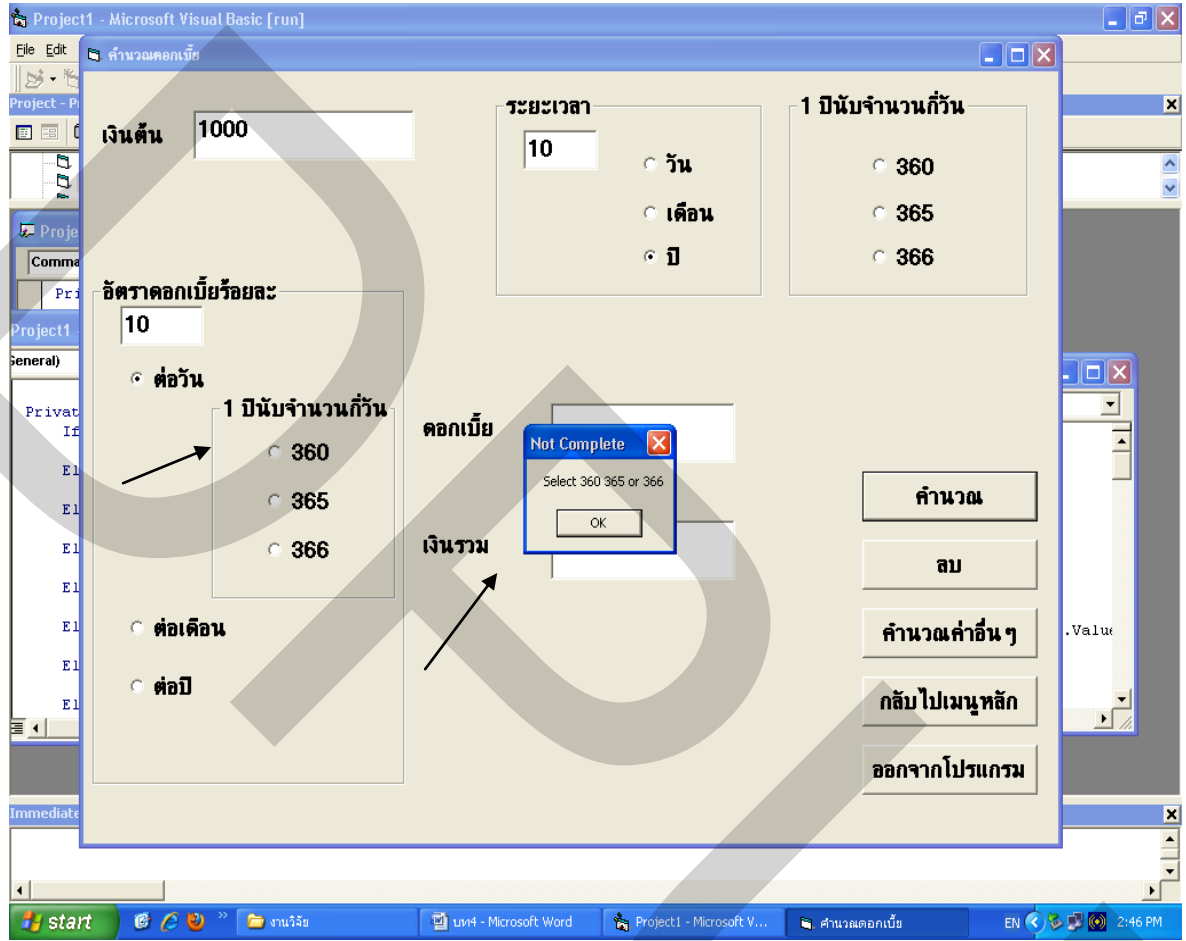 Project1 - Microsoft Visual Basic [run]
File Edit
คำนวณดอกเบี้ย
Project - P
เงินต้น 1000
ระยะเวลา
10
วัน
เดือน
ปี
1 ปีนับจำนวนกี่วัน
360
365
366
Proje
Comma
Pri
อัตราดอกเบี้ยร้อยละ
10
Project1 -
General)
ต่อวัน
1 ปีนับจำนวนกี่วัน
360
365
366
ต่อเดือน
ต่อปี
Privat
If
El
El
El
El
El
El
El
ดอกเบี้ย
เงินรวม
Not Complete
Select 360 365 or 366
OK
คำนวณ
ลบ
คำนวณค่าอื่น ๆ
กลับไปเมนูหลัก
ออกจากโปรแกรม
.Value
Immediate
start
งานวิจัย
บท4 - Microsoft Word
Project1 - Microsoft V...
คำนวณดอกเบี้ย
EN
2:46 PM